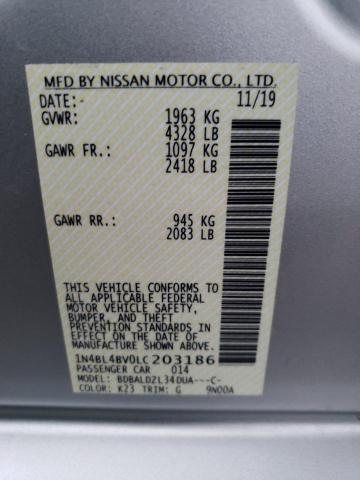 MFD BY NISSAN MOTOR CO., LTD.
DATE:- 11/19
GVWR: 1963 KG
4328 LB
GAWR FR.: 1097 KG
2418 LB
GAWR RR.: 945 KG
2083 LB
THIS VEHICLE CONFORMS TO
ALL APPLICABLE FEDERAL
MOTOR VEHICLE SAFETY,
BUMPER, AND THEFT
PREVENTION STANDARDS IN
EFFECT ON THE DATE OF
MANUFACTURE SHOWN ABOVE.
1N4BL4BV0LC203186
PASSENGER CAR 014
MODEL: BDBALDZL34DUA---C-
COLOR: K23 TRIM: G 9N00A